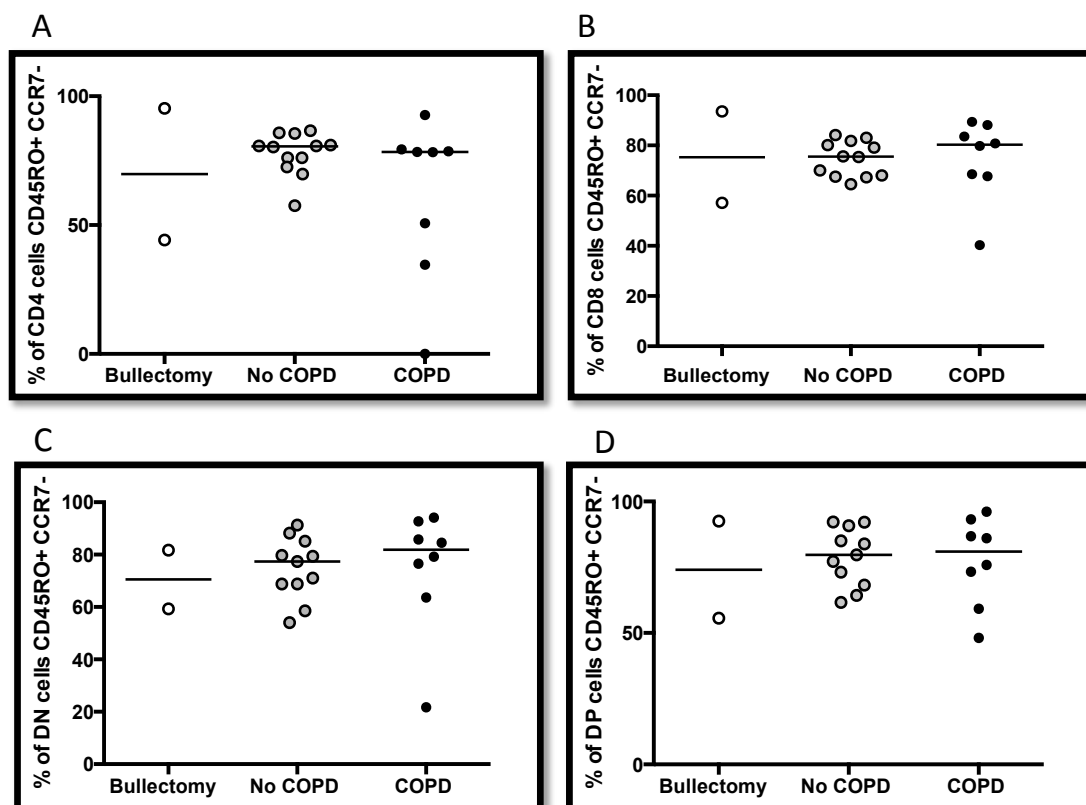 A
% of CD4 cells CD45RO+ CCR7-
100
50
0
Bullectomy No COPD COPD
B
% of CD8 cells CD45RO+ CCR7-
100
80
60
40
20
0
Bullectomy No COPD COPD
C
% of DN cells CD45RO+ CCR7-
100
80
60
40
20
0
Bullectomy No COPD COPD
D
% of DP cells CD45RO+ CCR7-
100
50
0
Bullectomy No COPD COPD